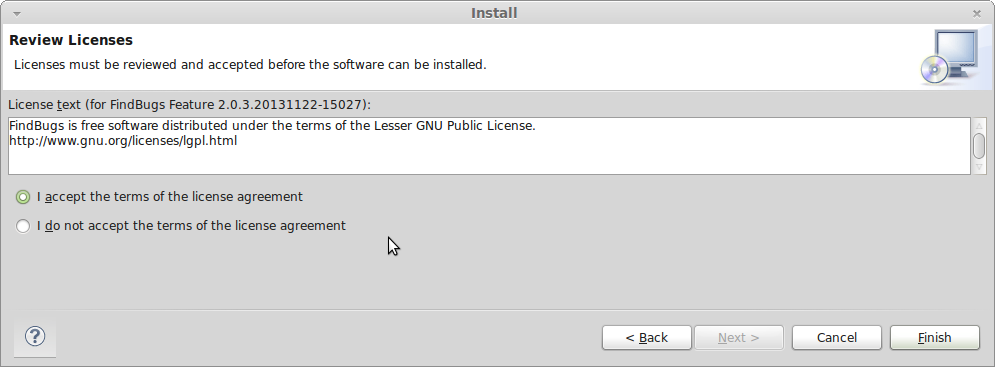 Install
Review Licenses
Licenses must be reviewed and accepted before the software can be installed.
License text (for FindBugs Feature 2.0.3.20131122-15027):
FindBugs is free software distributed under the terms of the Lesser GNU Public License.
http://www.gnu.org/licenses/lgpl.html
I accept the terms of the license agreement
I do not accept the terms of the license agreement
?
< Back
Next >
Cancel
Finish